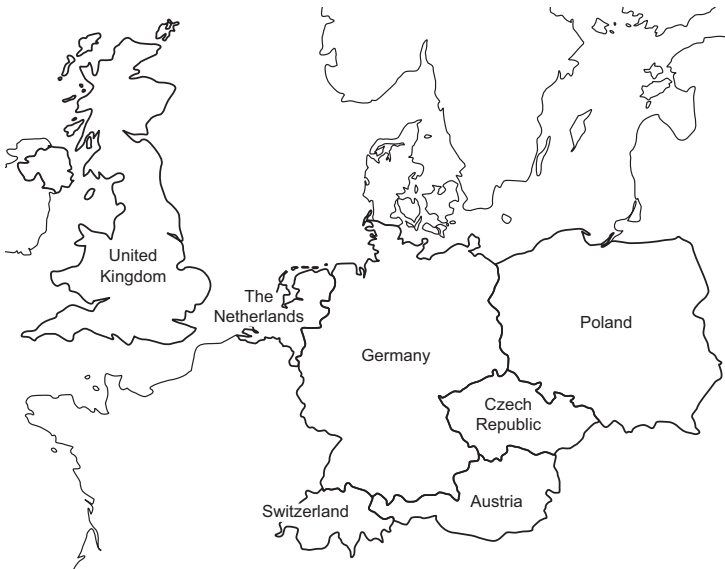 United
Kingdom
The
Netherlands
Poland
Germany
Czech
Republic
Austria
Switzerland